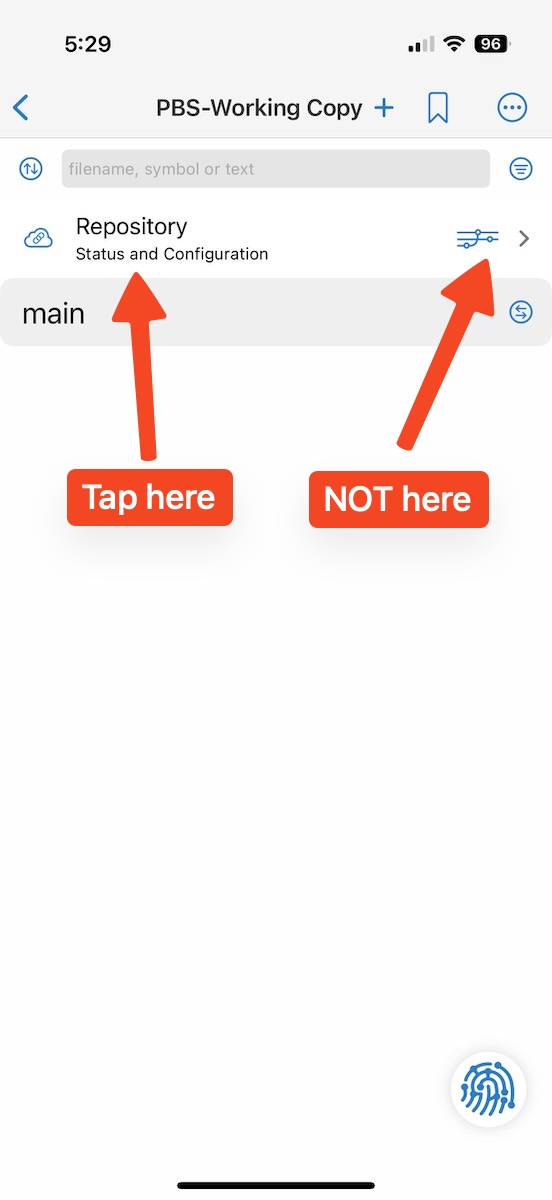 5:29
96
PBS-Working Copy
filename, symbol or text
Repository
Status and Configuration
main
Tap here
NOT here